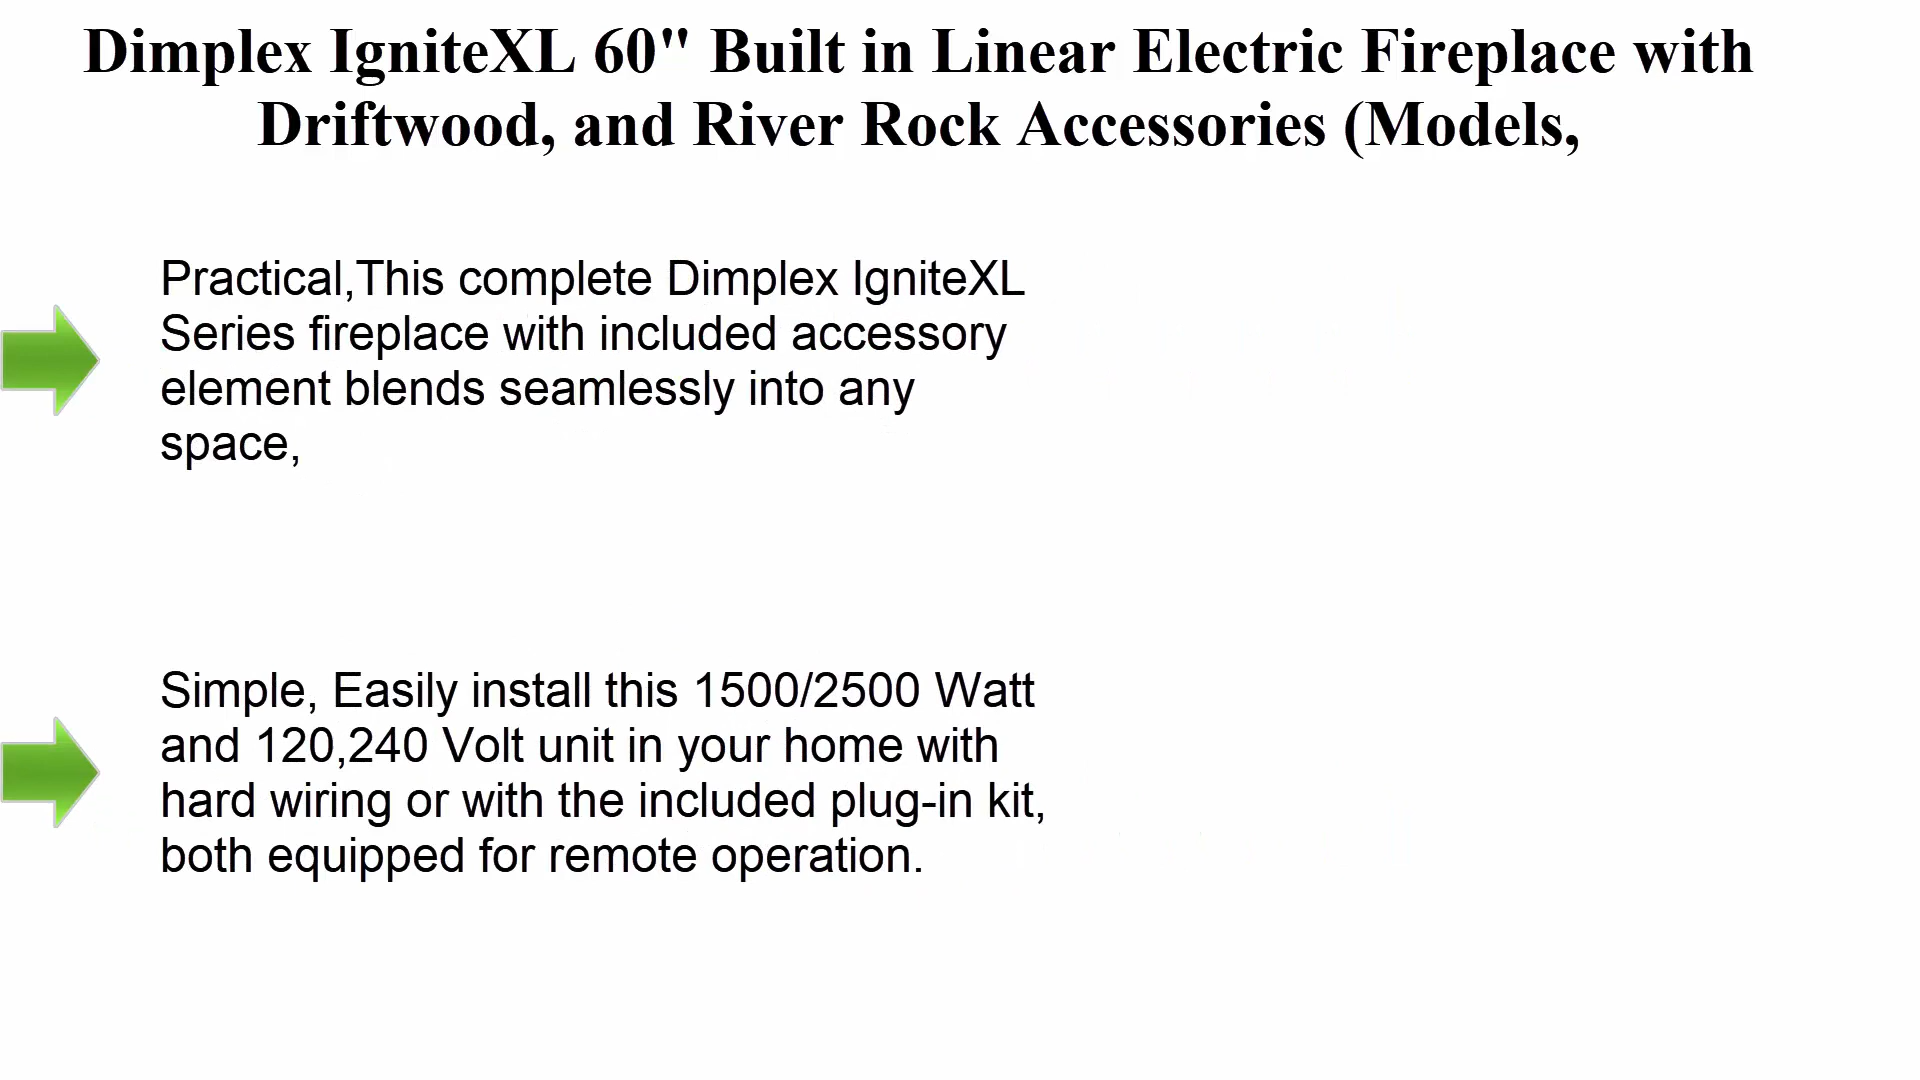 Dimplex IgniteXL 60" Built in Linear Electric Fireplace with
Driftwood, and River Rock Accessories (Models,
Practical,This complete Dimplex IgniteXL
Series fireplace with included accessory
element blends seamlessly into any
space,
Simple, Easily install this 1500/2500 Watt
and 120,240 Volt unit in your home with
hard wiring or with the included plug-in kit,
both equipped for remote operation.